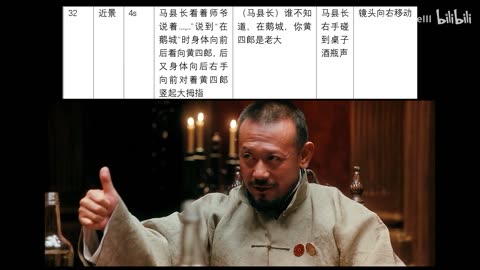 32
近景
4s
马县长看着师爷
说着......"说到"在
鹅城"时身体向前
后看向黄四郎,后
又身体向后右手
向前对着黄四郎
竖起大拇指
(马县长)谁不知
道,在鹅城,你黄
四郎是老大
马县长
右手碰
到桌子
酒瓶声
镜头向右移动
bilibili